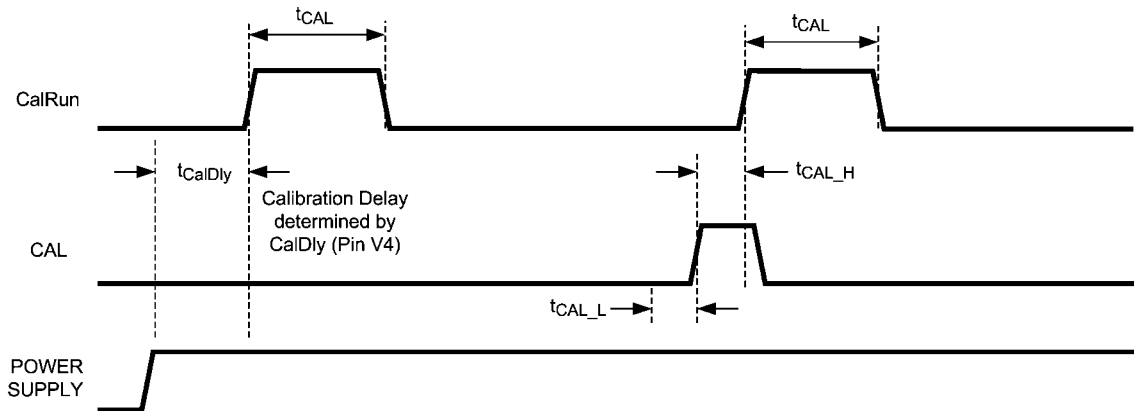 tCAL
tCAL
CalRun
tCalDly
tCAL_H
Calibration Delay
determined by
CalDly (Pin V4)
CAL
tCAL_L
POWER
SUPPLY